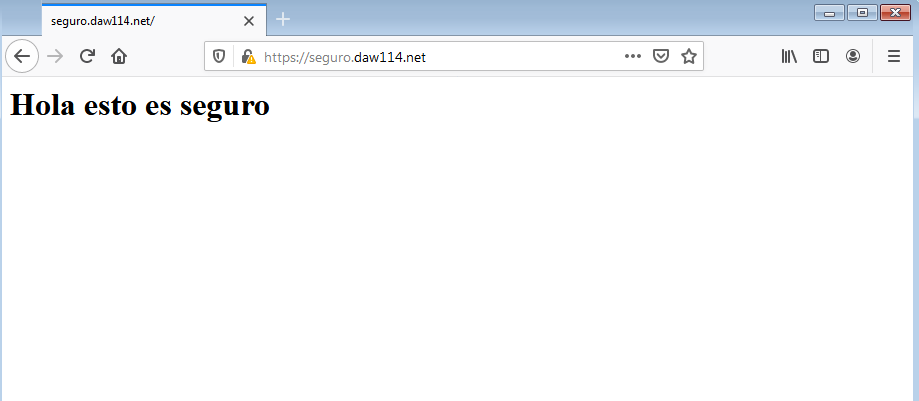 seguro.daw114.net/
https://seguro.daw114.net
Hola esto es seguro